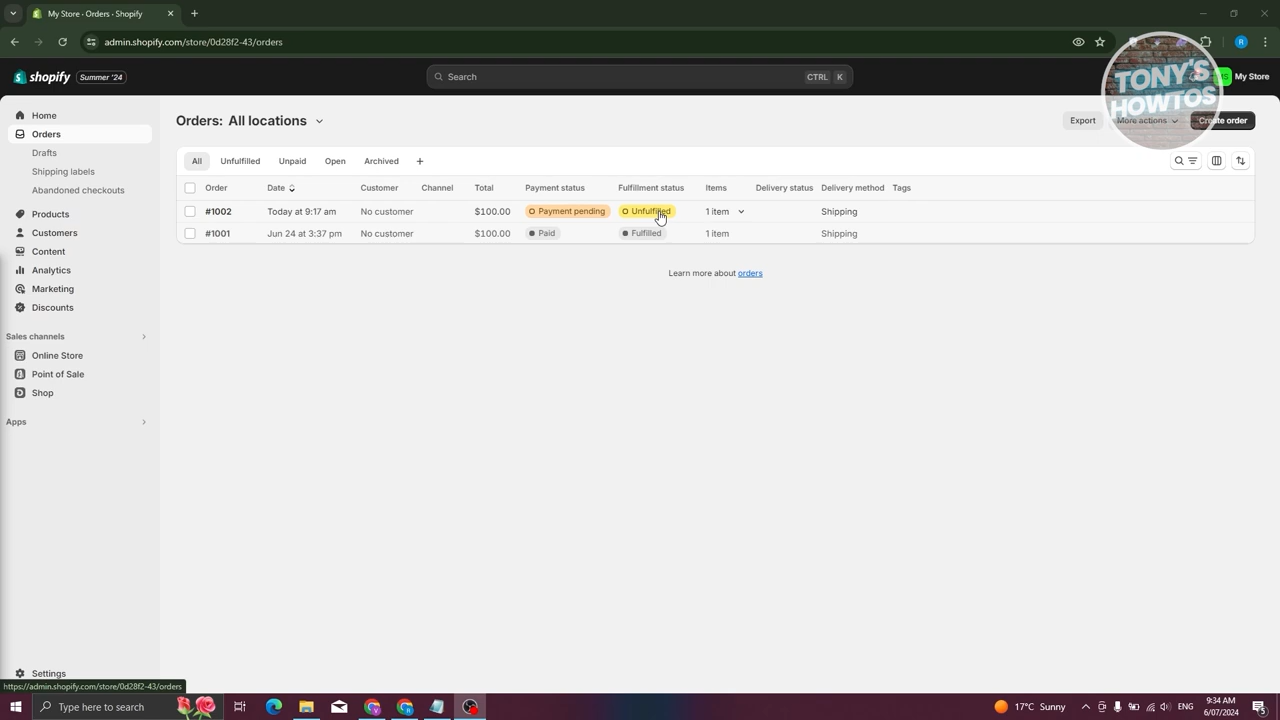 My Store · Orders · Shopify
admin.shopify.com/store/0d28f2-43/orders
R
shopify
Summer '24
Search
CTRL K
My Store
TONY'S
HOWTOS
Home
Orders
Drafts
Shipping labels
Abandoned checkouts
Products
Customers
Content
Analytics
Marketing
Discounts
Sales channels
Online Store
Point of Sale
Shop
Apps
Settings
Orders: All locations
Export
More actions
Create order
All Unfulfilled Unpaid Open Archived +
Order Date Customer Channel Total Payment status Fulfillment status Items Delivery status Delivery method Tags
#1002 Today at 9:17 am No customer $100.00 Payment pending Unfulfilled 1 item Shipping
#1001 Jun 24 at 3:37 pm No customer $100.00 Paid Fulfilled 1 item Shipping
Learn more about orders
https://admin.shopify.com/store/0d28f2-43/orders
Type here to search
17°C Sunny
ENG
9:34 AM
6/07/2024